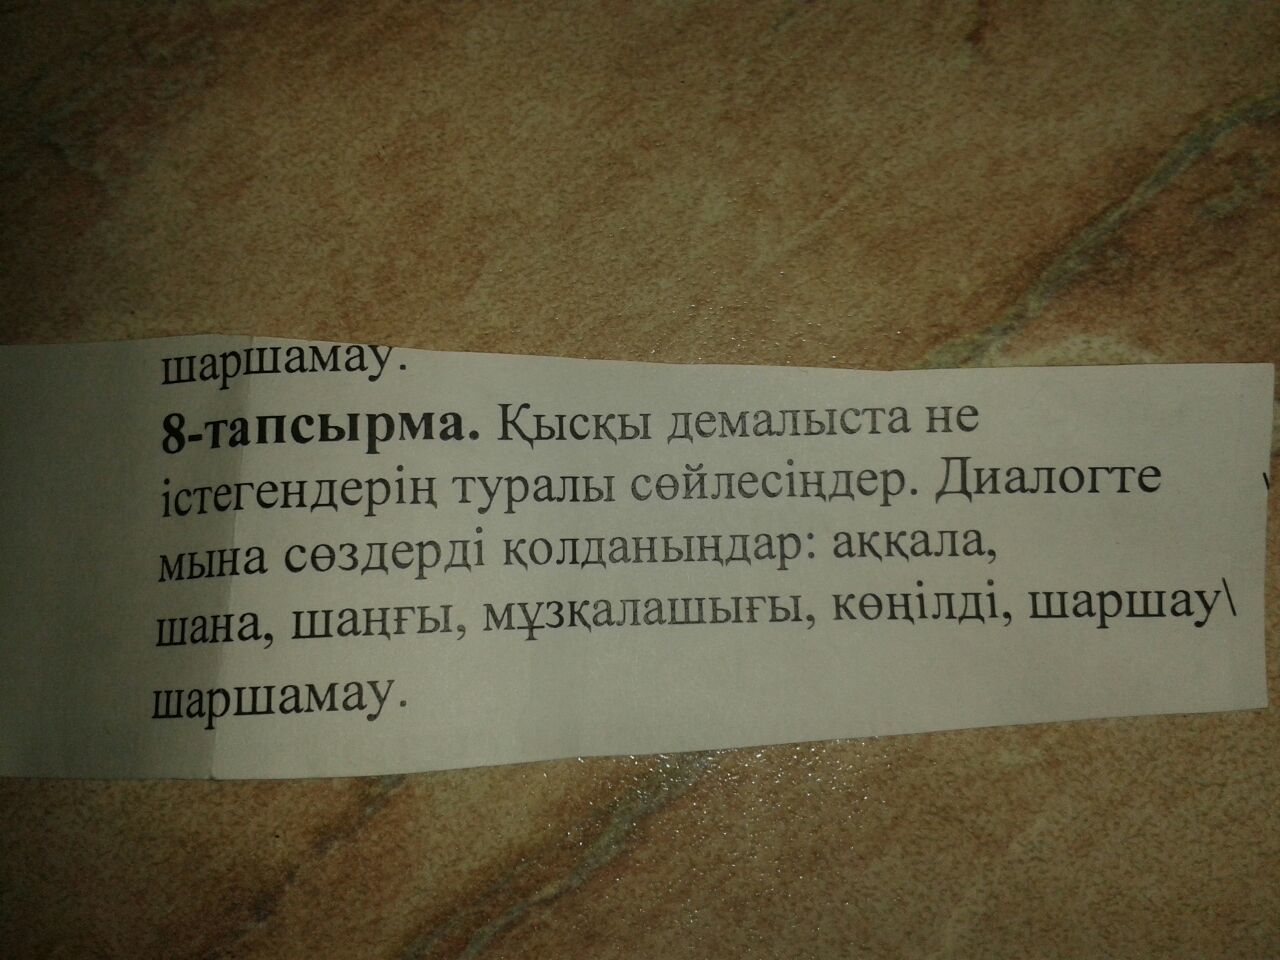 шаршамау.
8-тапсырма. Қысқы демалыста не
істегендерің туралы сөйлесіңдер. Диалогте
мына сөздерді қолданыңдар: аққала,
шана, шаңғы, мұзқалашығы, көңілді, шаршау\
шаршамау.